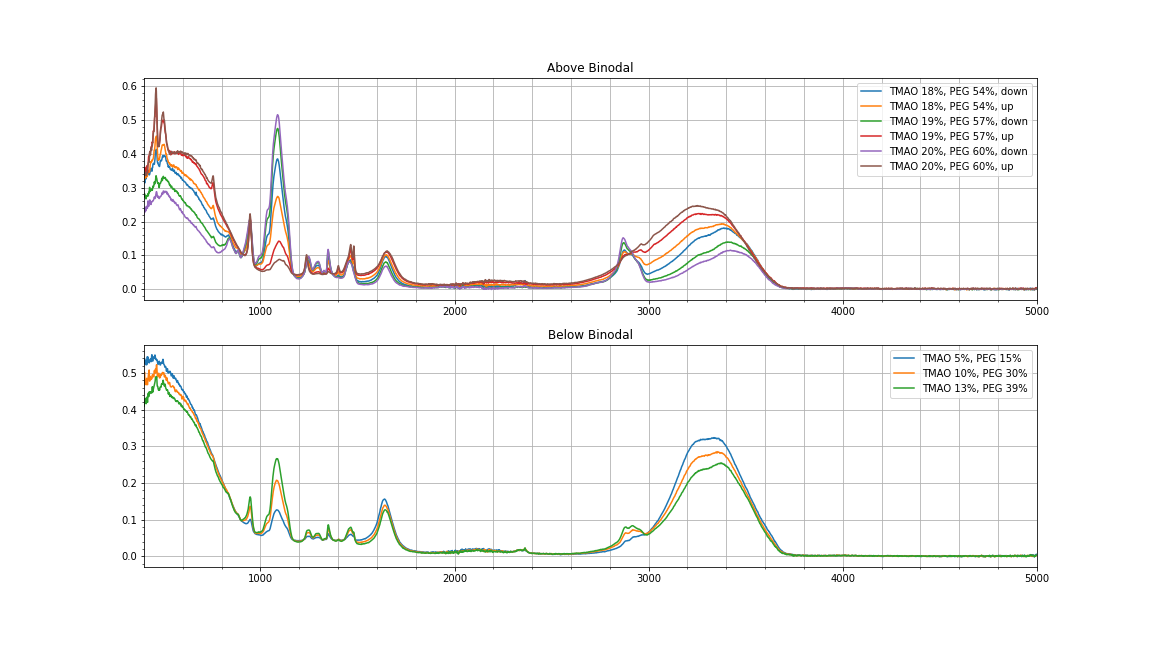 Above Binodal
0.6
0.5
0.4
0.3
0.2
0.1
0.0
TMAO 18%, PEG 54%, down
TMAO 18%, PEG 54%, up
TMAO 19%, PEG 57%, down
TMAO 19%, PEG 57%, up
TMAO 20%, PEG 60%, down
TMAO 20%, PEG 60%, up
1000 2000 3000 4000 5000
Below Binodal
0.5
0.4
0.3
0.2
0.1
0.0
TMAO 5%, PEG 15%
TMAO 10%, PEG 30%
TMAO 13%, PEG 39%
1000 2000 3000 4000 5000